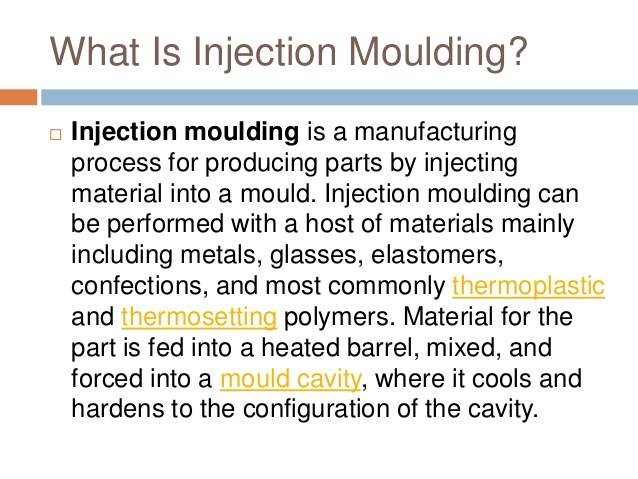 What Is Injection Moulding?
Injection moulding is a manufacturing
process for producing parts by injecting
material into a mould. Injection moulding can
be performed with a host of materials mainly
including metals, glasses, elastomers,
confections, and most commonly thermoplastic
and thermosetting polymers. Material for the
part is fed into a heated barrel, mixed, and
forced into a mould cavity, where it cools and
hardens to the configuration of the cavity.